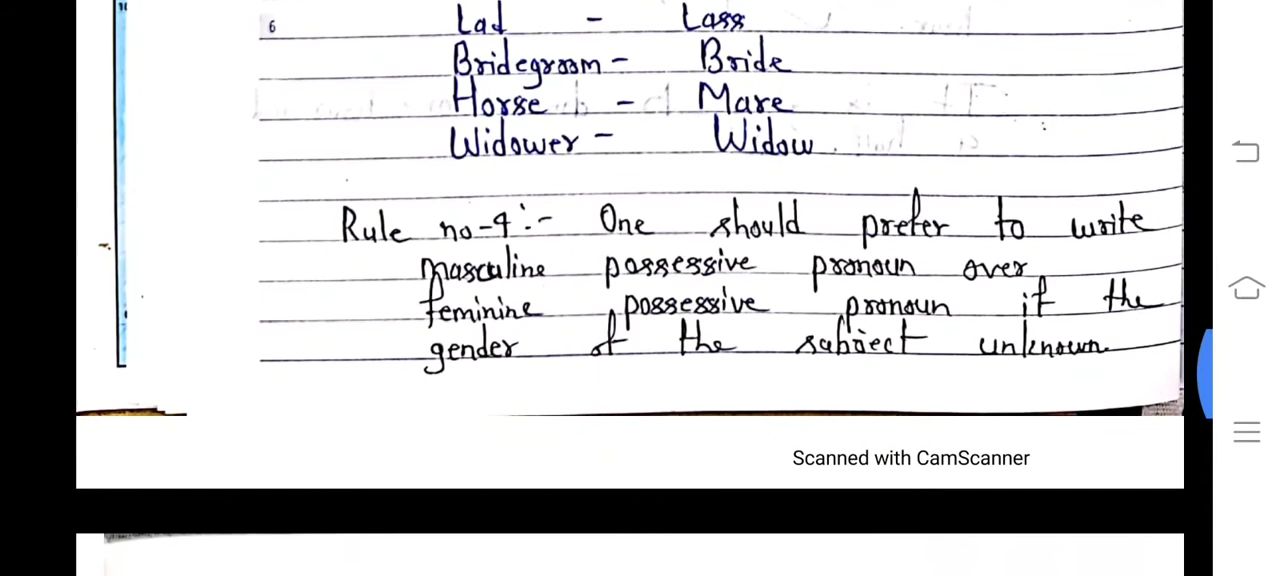 6
Lad - Lass
Bridegroom - Bride
Horse - Mare
Widower - Widow.
Rule no-4:- One should prefer to write
masculine possessive pronoun over
feminine possessive pronoun if the
gender of the subject unknown.
Scanned with CamScanner